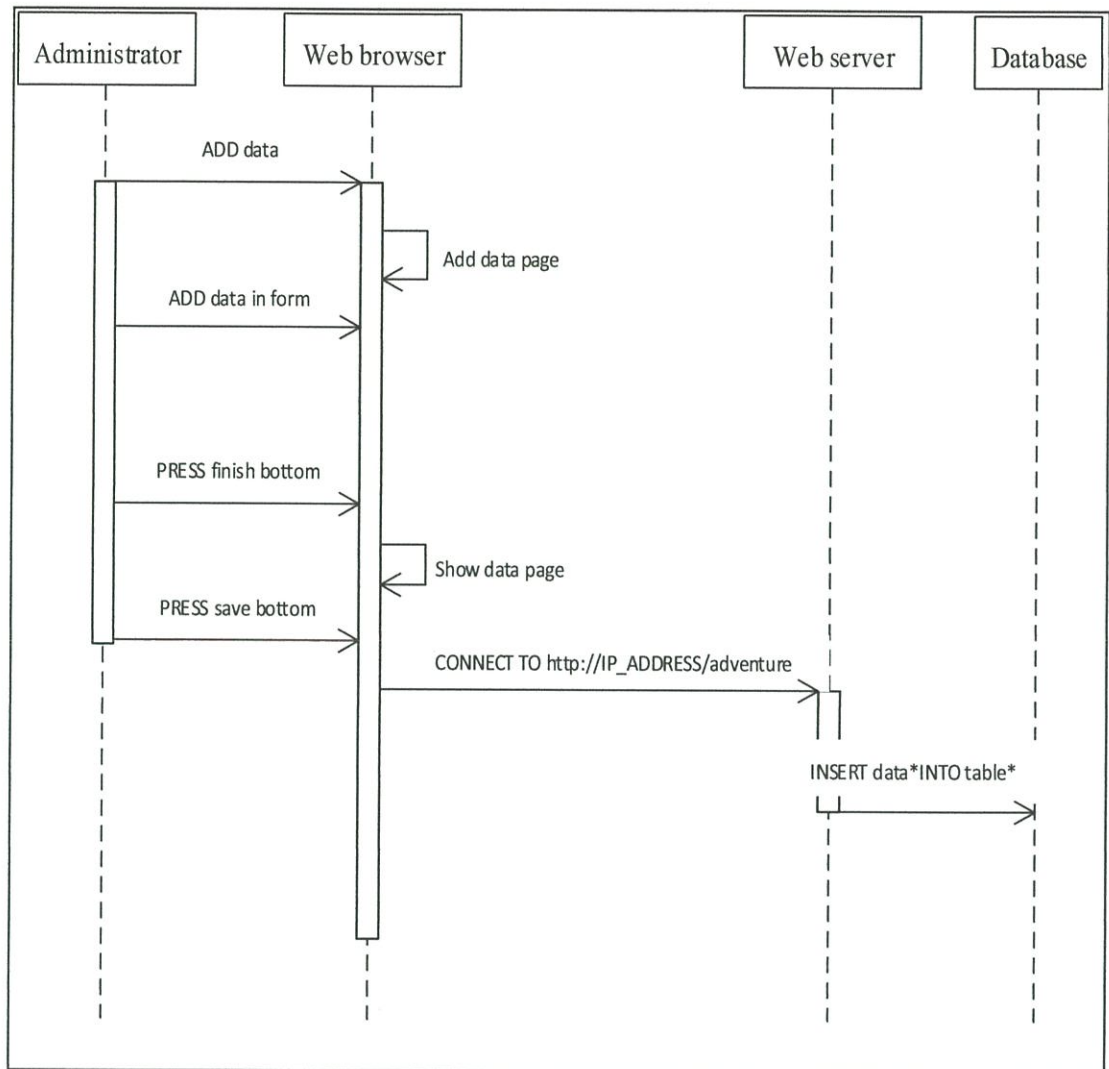 Administrator
Web browser
Web server
Database
ADD data
Add data page
ADD data in form
PRESS finish bottom
Show data page
PRESS save bottom
CONNECT TO http://IP_ADDRESS/adventure
INSERT data*INTO table*